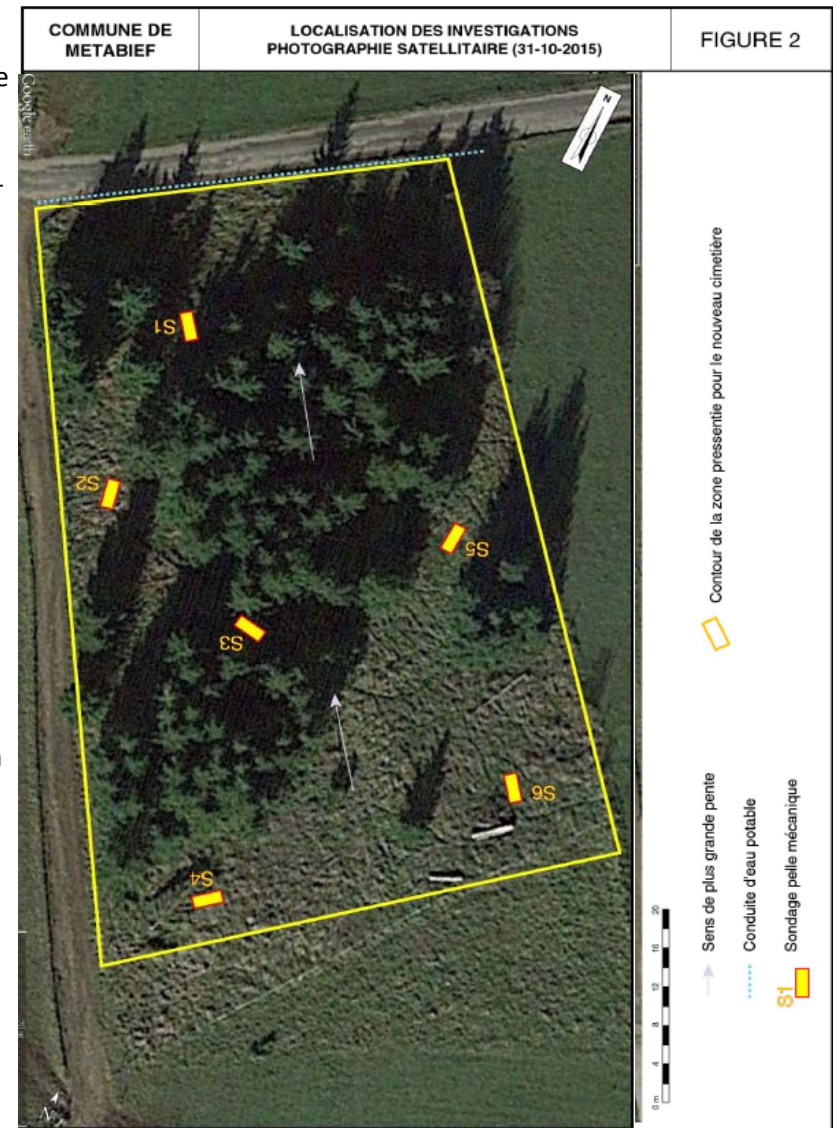 COMMUNE DE
METABIEF
LOCALISATION DES INVESTIGATIONS
PHOTOGRAPHIE SATELLITAIRE (31-10-2015)
FIGURE 2
e
Google earth
N
S1
S2
S3
S4
S5
S6
N
Contour de la zone pressentie pour le nouveau cimetière
Sens de plus grande pente
Conduite d'eau potable
S1
Sondage pelle mécanique
0 m 4 8 12 16 20